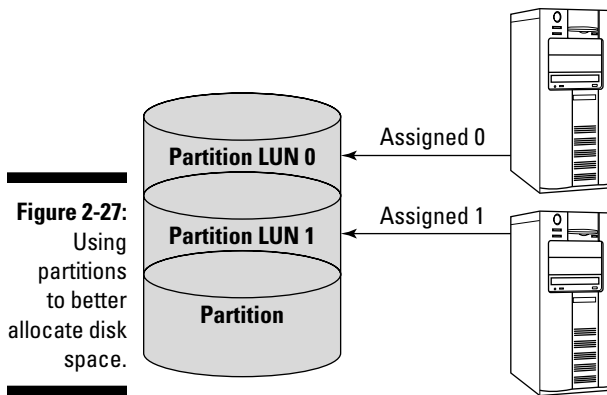 Partition LUN 0
Assigned 0
Partition LUN 1
Assigned 1
Partition
Figure 2-27:
Using
partitions
to better
allocate disk
space.